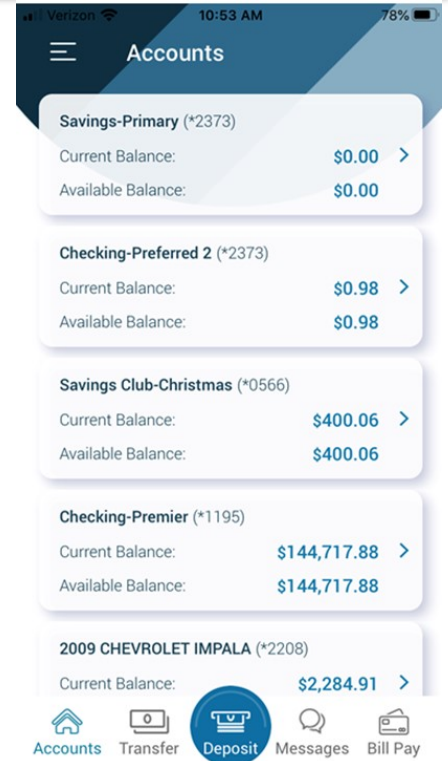 Verizon 10:53 AM 78%
Accounts
Savings-Primary (*2373)
Current Balance: $0.00 >
Available Balance: $0.00
Checking-Preferred 2 (*2373)
Current Balance: $0.98 >
Available Balance: $0.98
Savings Club-Christmas (*0566)
Current Balance: $400.06 >
Available Balance: $400.06
Checking-Premier (*1195)
Current Balance: $144,717.88 >
Available Balance: $144,717.88
2009 CHEVROLET IMPALA (*2208)
Current Balance: $2,284.91 >
Accounts Transfer Deposit Messages Bill Pay